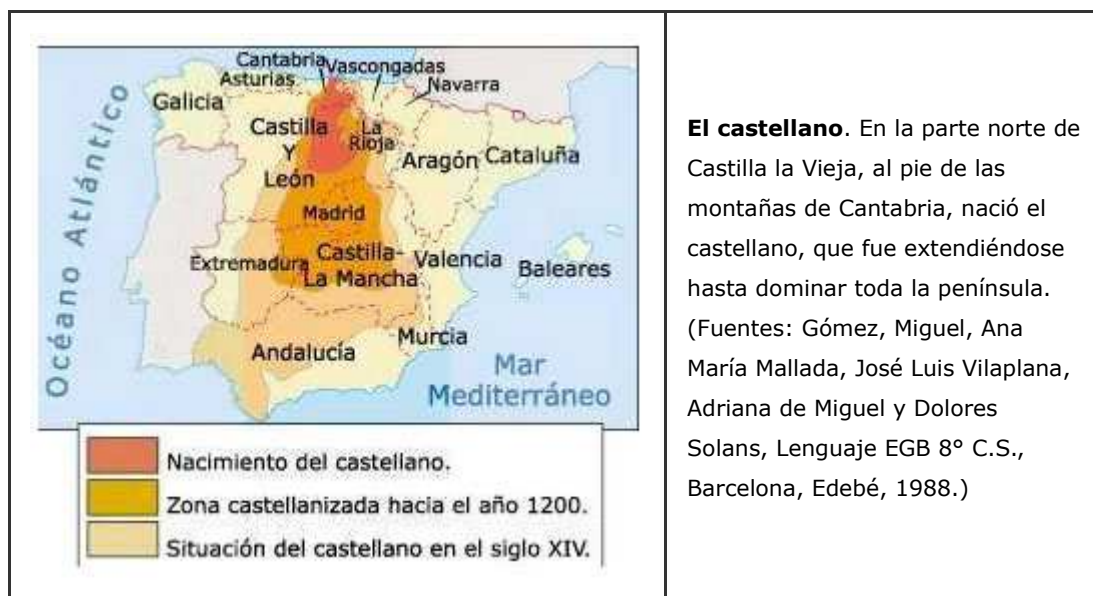 Cantabria
Vascongadas
Asturias
Navarra
Galicia
Castilla
Y
León
La
Rioja
Aragón
Cataluña
Madrid
Extremadura
Castilla-
La Mancha
Valencia
Baleares
Andalucía
Murcia
Océano Atlántico
Mar
Mediterráneo
Nacimiento del castellano.
Zona castellanizada hacia el año 1200.
Situación del castellano en el siglo XIV.
El castellano. En la parte norte de
Castilla la Vieja, al pie de las
montañas de Cantabria, nació el
castellano, que fue extendiéndose
hasta dominar toda la península.
(Fuentes: Gómez, Miguel, Ana
María Mallada, José Luis Vilaplana,
Adriana de Miguel y Dolores
Solans, Lenguaje EGB 8° C.S.,
Barcelona, Edebé, 1988.)